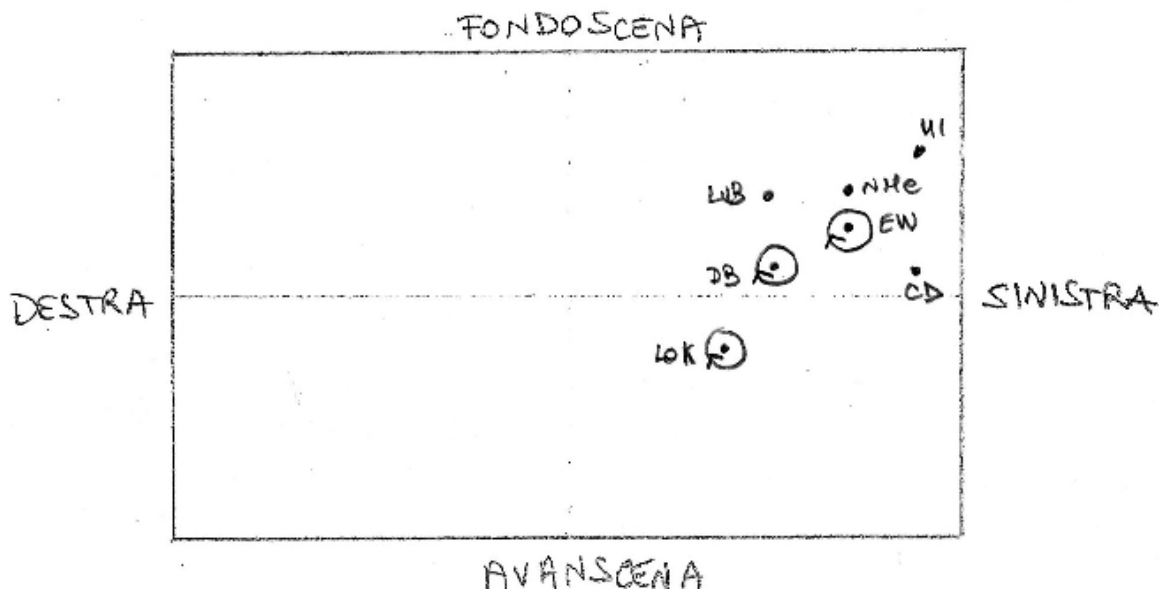 FONDOSCENA
UI
LUB
NHe
EW
DB
DESTRA
CD
SINISTRA
LOK
AVANSCENA